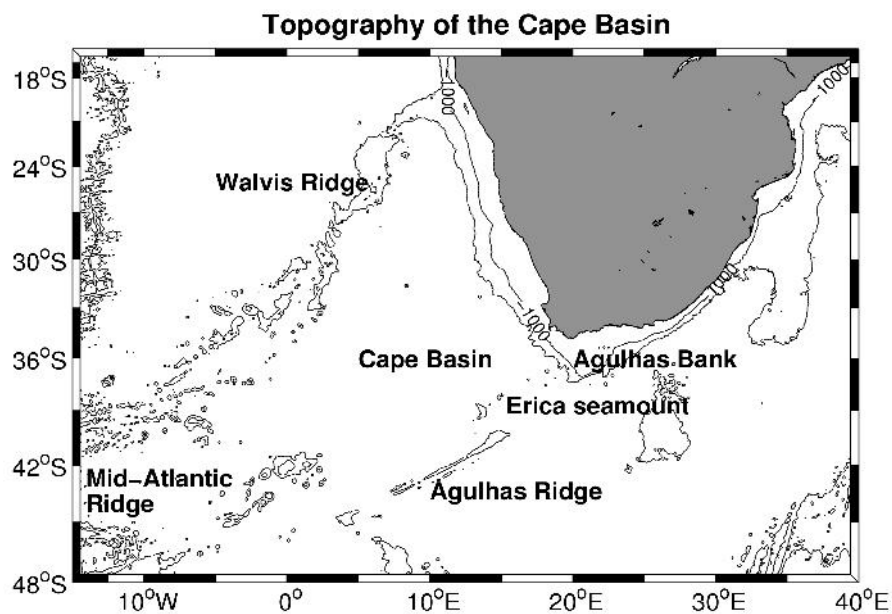 Topography of the Cape Basin
18°S
24°S
30°S
36°S
42°S
48°S
1000
1000
1000
1000
Walvis Ridge
Cape Basin
Agulhas Bank
Erica seamount
Mid-Atlantic
Ridge
Agulhas Ridge
10°W
0°
10°E
20°E
30°E
40°E